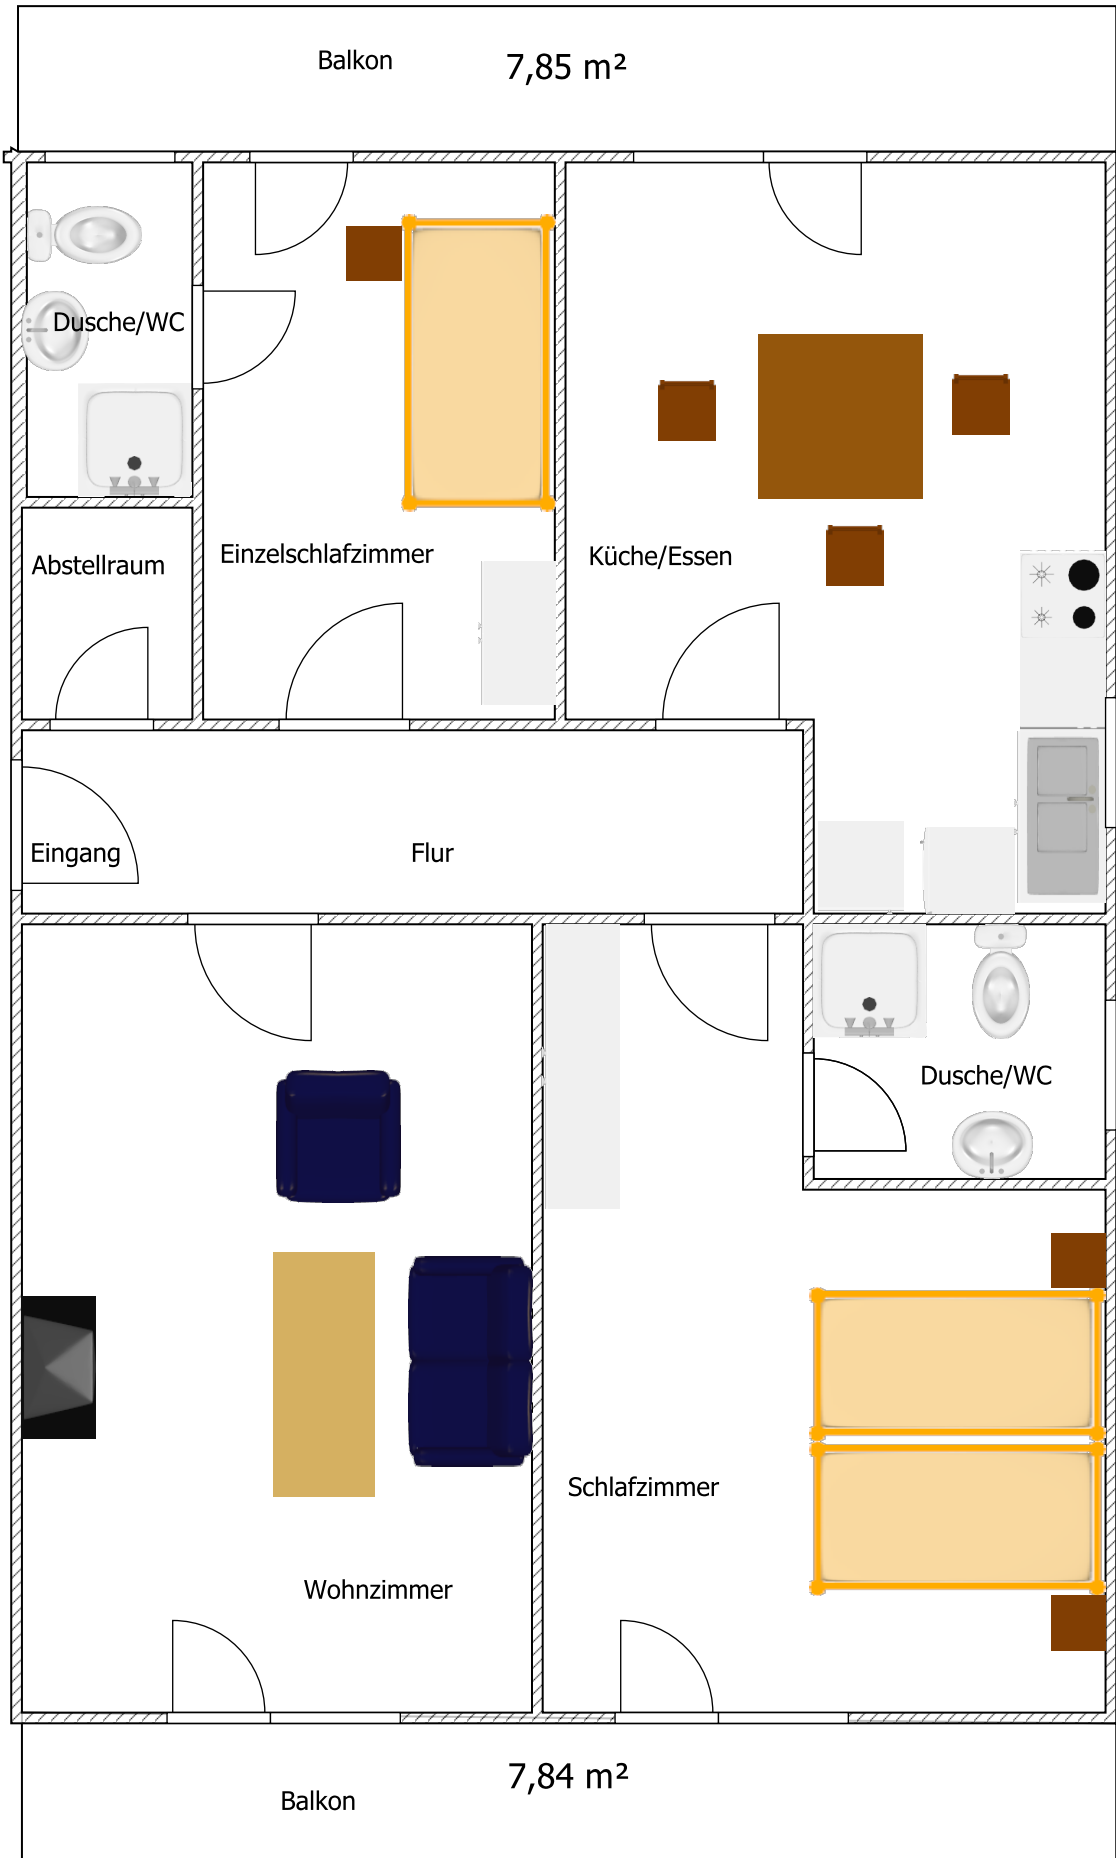 Balkon
7,85 m²
Dusche/WC
Abstellraum
Einzelschlafzimmer
Küche/Essen
Eingang
Flur
Dusche/WC
Schlafzimmer
Wohnzimmer
7,84 m²
Balkon